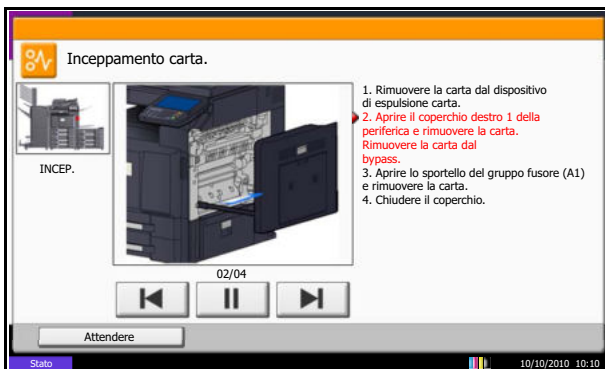 Inceppamento carta.
INCEP.
02/04
1. Rimuovere la carta dal dispositivo
di espulsione carta.
2. Aprire il coperchio destro 1 della
periferica e rimuovere la carta.
Rimuovere la carta dal
bypass.
3. Aprire lo sportello del gruppo fusore (A1)
e rimuovere la carta.
4. Chiudere il coperchio.
Attendere
Stato
10/10/2010 10:10